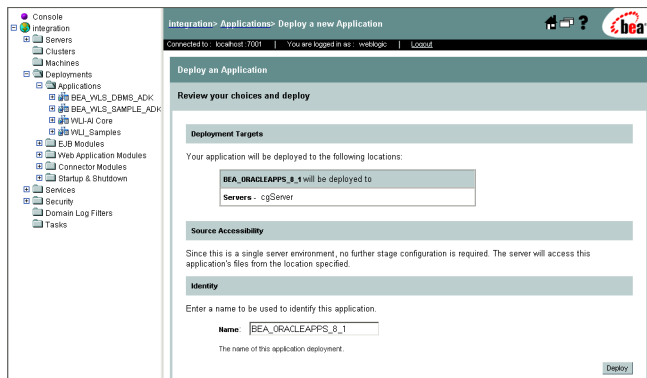 Console
integration
Servers
Clusters
Machines
Deployments
Applications
BEA_WLS_DBMS_ADK
BEA_WLS_SAMPLE_ADK
WLI-AI Core
WLI_Samples
EJB Modules
Web Application Modules
Connector Modules
Startup & Shutdown
Services
Security
Domain Log Filters
Tasks
integration> Applications> Deploy a new Application
?
bea
Connected to : localhost :7001 | You are logged in as : weblogic | Logout
Deploy an Application
Review your choices and deploy
Deployment Targets
Your application will be deployed to the following locations:
BEA_ORACLEAPPS_8_1 will be deployed to
Servers - cgServer
Source Accessibility
Since this is a single server environment, no further stage configuration is required. The server will access this
application's files from the location specified.
Identity
Enter a name to be used to identify this application.
Name: BEA_ORACLEAPPS_8_1
The name of this application deployment.
Deploy